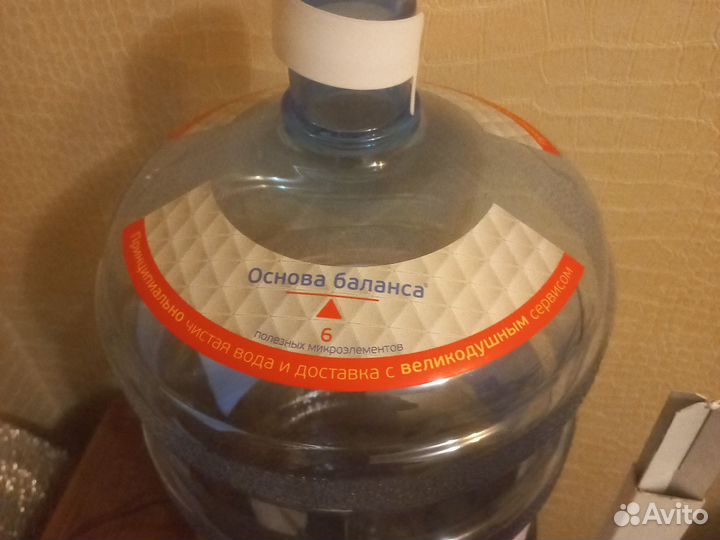 Основа баланса
6
полезных микроэлементов
Принципиально чистая вода и доставка с великодушным сервисом
Avito